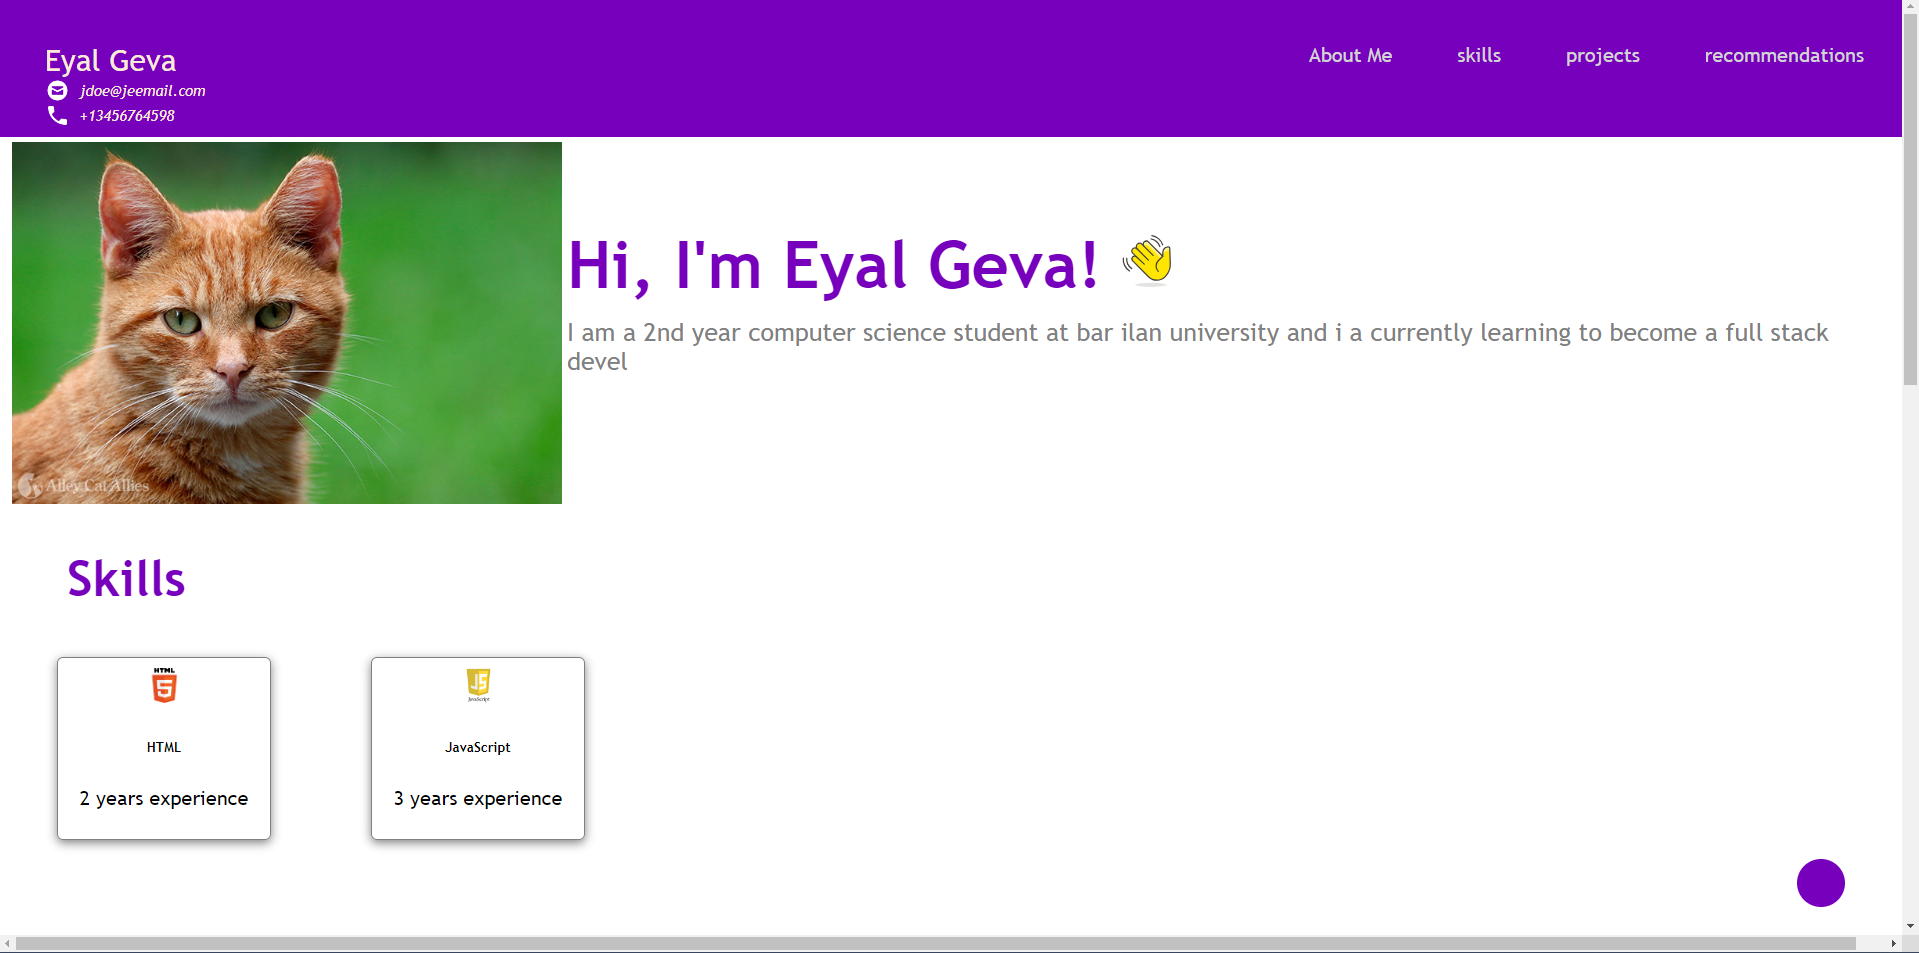 Eyal Geva
jdoe@jeemail.com
+13456764598
About Me skills projects recommendations
Hi, I'm Eyal Geva!
I am a 2nd year computer science student at bar ilan university and i a currently learning to become a full stack
devel
Alley Cat Allies
Skills
HTML
5
HTML
2 years experience
JS
JavaScript
JavaScript
3 years experience